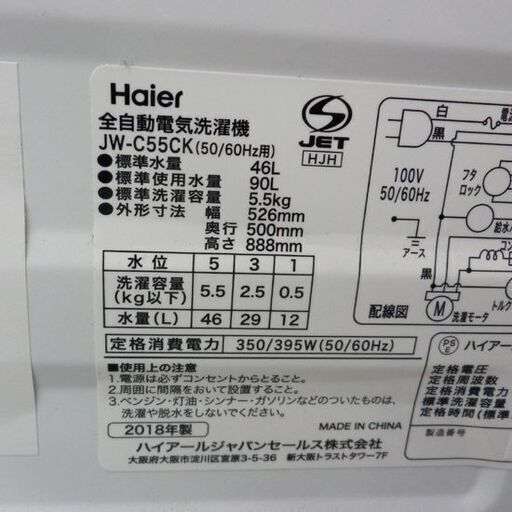 Haier
全自動電気洗濯機
JW-C55CK(50/60Hz用)
●標準水量 46L
●標準使用水量 90L
●標準洗濯容量 5.5kg
●外形寸法 幅 526mm
奥行 500mm
高さ 888mm
水位 5 3 1
洗濯容量(kg以下) 5.5 2.5 0.5
水量(L) 46 29 12
定格消費電力 350/395W(50/60Hz)
■使用上の注意
1.電源は必ずコンセントからとること。
2.周囲に間隔をおいて設置すること。
3.ベンジン・灯油・シンナー・ガソリンなどのついたものは、
洗濯や脱水をしないでください。
2018年製
MADE IN CHINA
ハイアールジャパンセールス株式会社
大阪府大阪市淀川区宮原3-5-36 新大阪トラストタワー7F
S
JET
HJH
白
黒
100V
50/60Hz
アース
フタ
ロック
給水
黒
コン
M
洗濯モータ
トルク
配線図
PS
E
ハイアー
定格電圧
定格周波数
定格消費電力
標準洗濯容量
定格時間(標準
製造番号